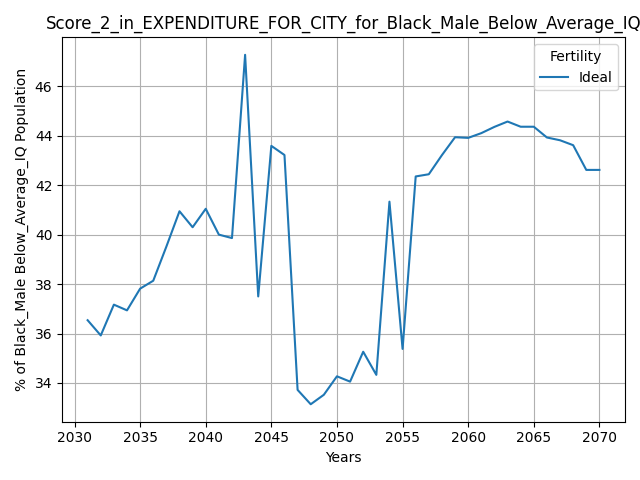 Score_2_in_EXPENDITURE_FOR_CITY_for_Black_Male_Below_Average_IQ
Fertility
Ideal
% of Black_Male Below_Average_IQ Population
46
44
42
40
38
36
34
2030 2035 2040 2045 2050 2055 2060 2065 2070
Years